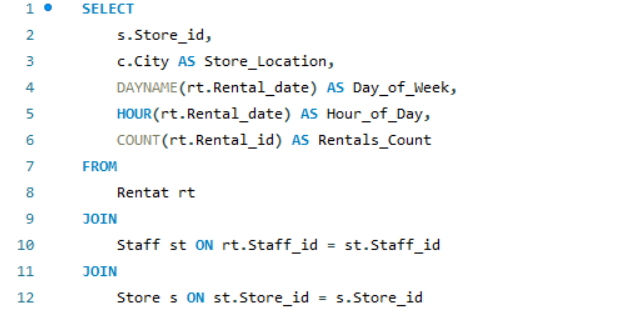 1 SELECT
2 s.Store_id,
3 c.City AS Store_Location,
4 DAYNAME(rt.Rental_date) AS Day_of_Week,
5 HOUR(rt.Rental_date) AS Hour_of_Day,
6 COUNT(rt.Rental_id) AS Rentals_Count
7 FROM
8 Rentat rt
9 JOIN
10 Staff st ON rt.Staff_id = st.Staff_id
11 JOIN
12 Store s ON st.Store_id = s.Store_id